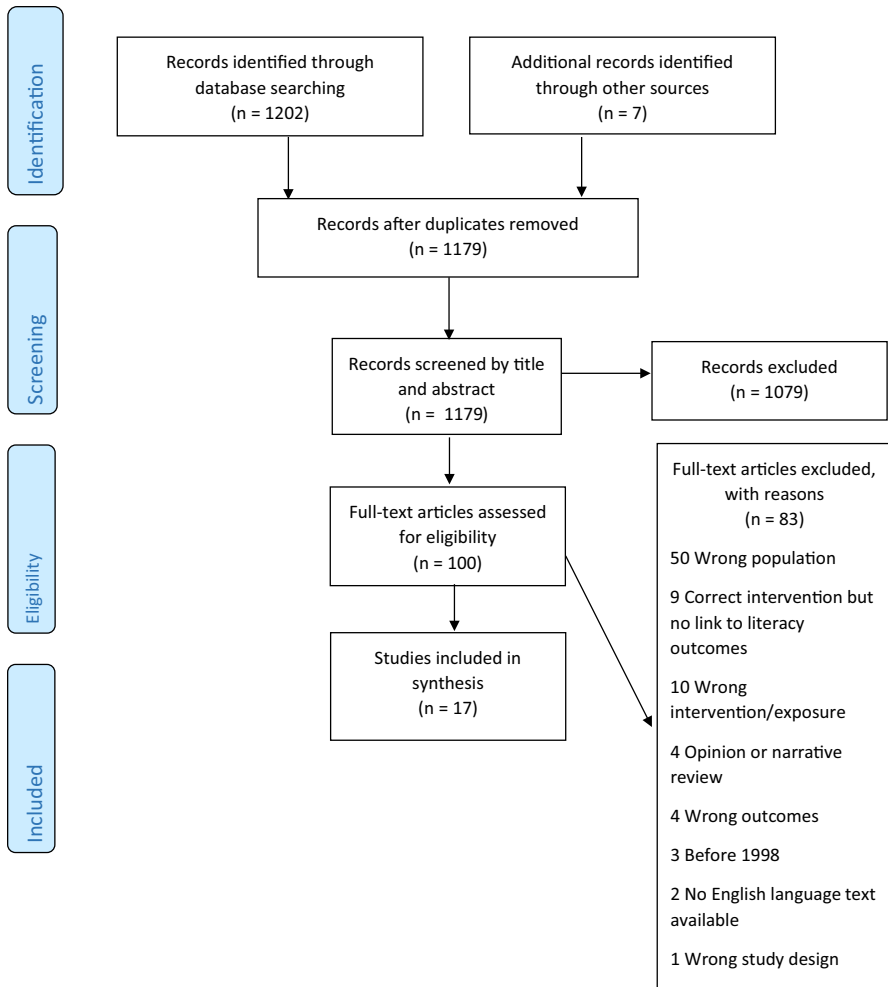 Identification
Records identified through
database searching
(n = 1202)
Additional records identified
through other sources
(n = 7)
Records after duplicates removed
(n = 1179)
Screening
Records screened by title
and abstract
(n = 1179)
Records excluded
(n = 1079)
Eligibility
Full-text articles assessed
for eligibility
(n = 100)
Full-text articles excluded,
with reasons
(n = 83)
50 Wrong population
9 Correct intervention but
no link to literacy
outcomes
10 Wrong
intervention/exposure
4 Opinion or narrative
review
4 Wrong outcomes
3 Before 1998
2 No English language text
available
1 Wrong study design
Included
Studies included in
synthesis
(n = 17)